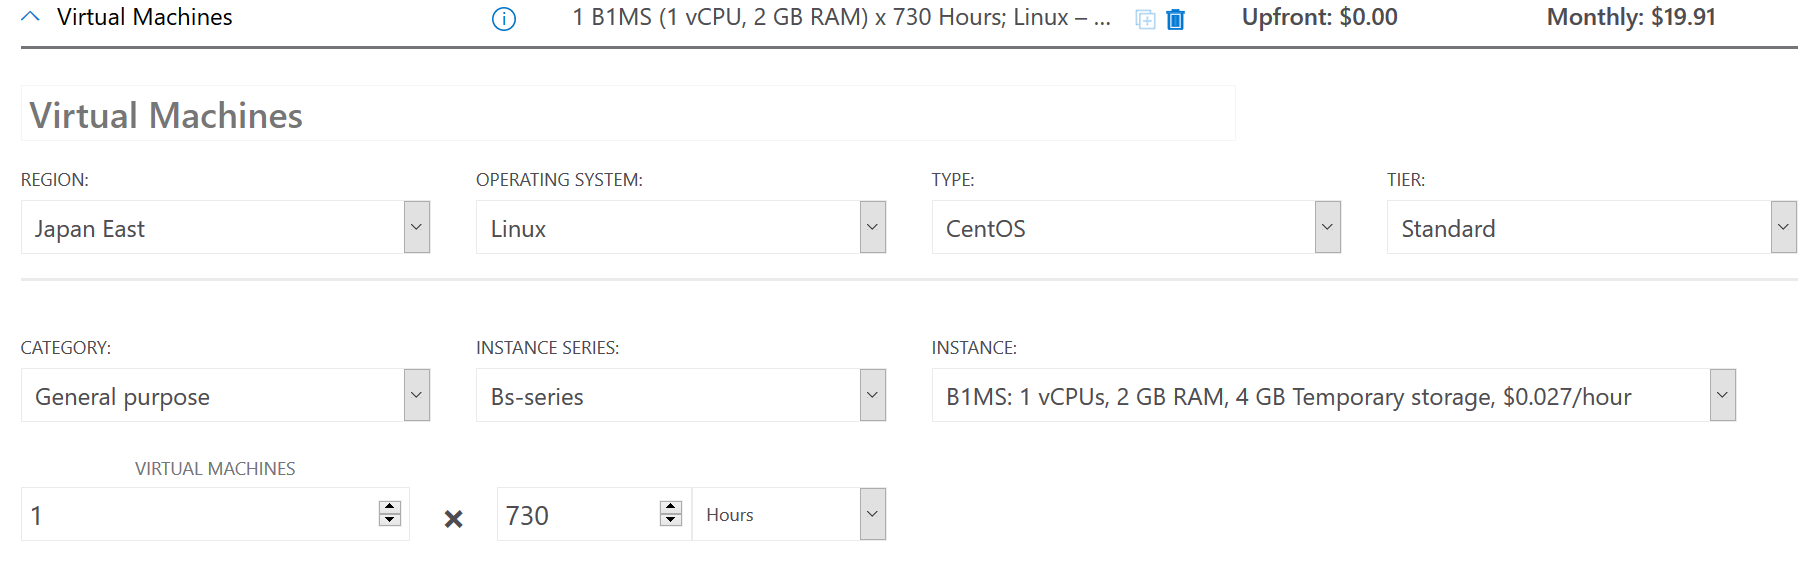 Virtual Machines
1 B1MS (1 vCPU, 2 GB RAM) x 730 Hours; Linux – ...
Upfront: $0.00
Monthly: $19.91
Virtual Machines
REGION:
OPERATING SYSTEM:
TYPE:
TIER:
Japan East
Linux
CentOS
Standard
CATEGORY:
INSTANCE SERIES:
INSTANCE:
General purpose
Bs-series
B1MS: 1 vCPUs, 2 GB RAM, 4 GB Temporary storage, $0.027/hour
VIRTUAL MACHINES
1
730
Hours